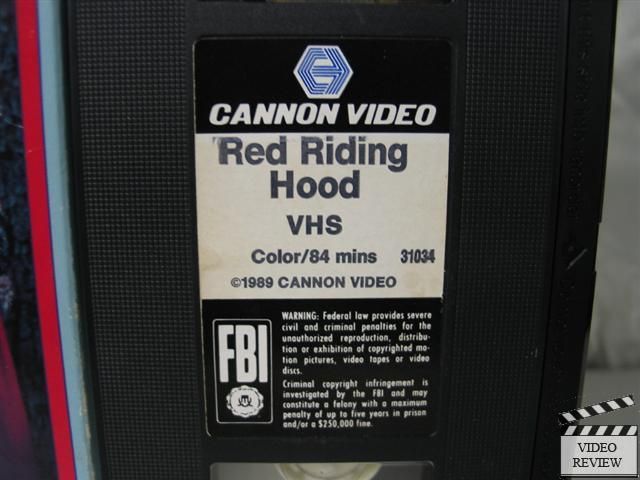 CANNON VIDEO
Red Riding
Hood
VHS
Color/84 mins 31034
©1989 CANNON VIDEO
FBI
WARNING: Federal law provides severe
civil and criminal penalties for the
unauthorized reproduction, distribu-
tion or exhibition of copyrighted mo-
tion pictures, video tapes or video
discs.
Criminal copyright infringement is
investigated by the FBI and may
constitute a felony with a maximum
penalty of up to five years in prison
and/or a $250,000 fine.
VIDEO
REVIEW